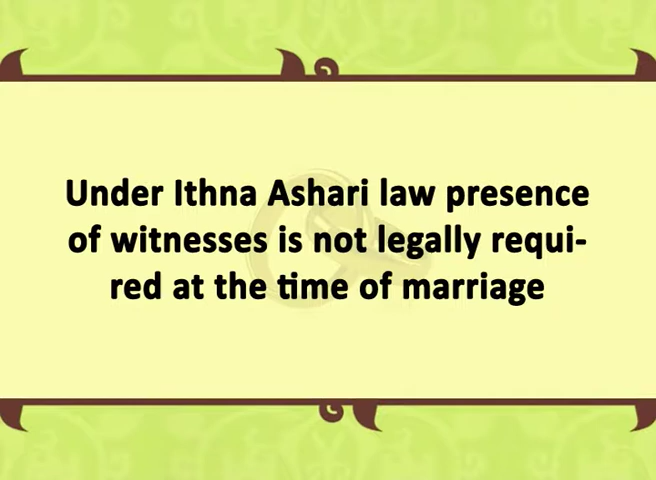 Under Ithna Ashari law presence
of witnesses is not legally requi-
red at the time of marriage